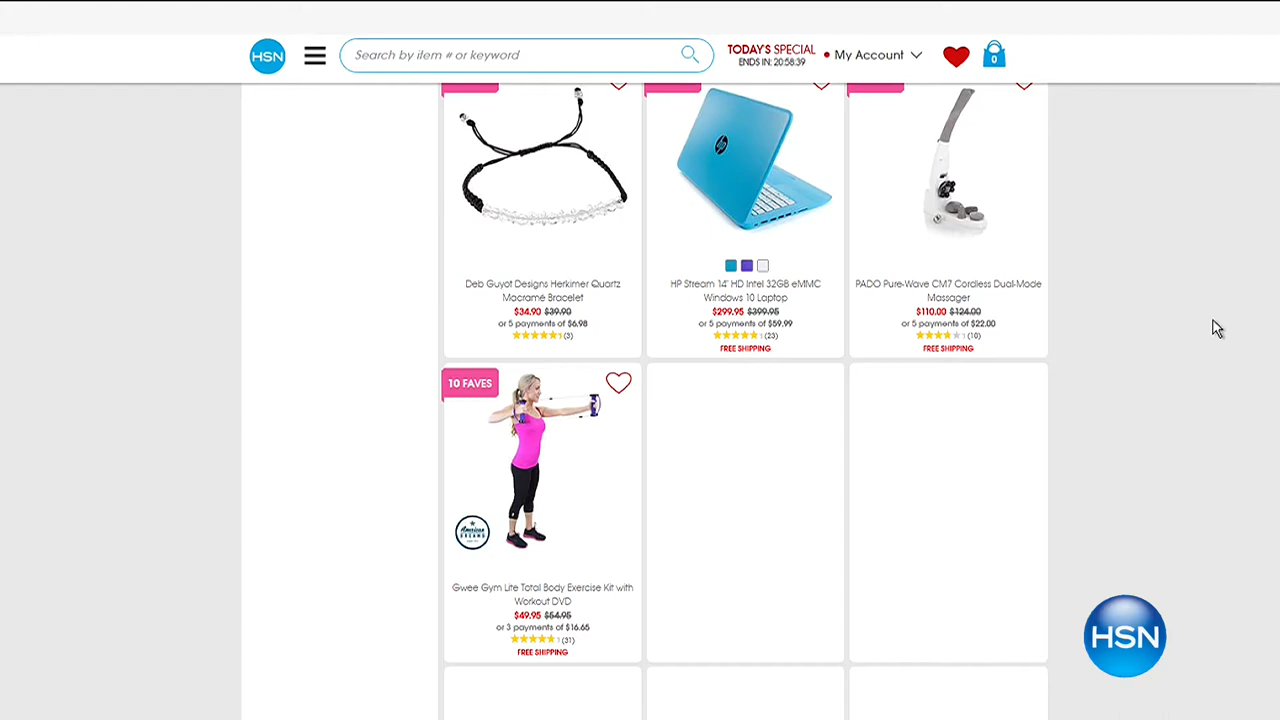 HSN
Search by item # or keyword
TODAY'S SPECIAL
ENDS IN: 20:58:39
My Account
0
hp
Deb Guyot Designs Herkimer Quartz
Macramé Bracelet
$34.90 $39.90
or 5 payments of $6.98
(3)
HP Stream 14" HD Intel 32GB eMMC
Windows 10 Laptop
$299.95 $399.95
or 5 payments of $59.99
(23)
FREE SHIPPING
PADO Pure-Wave CM7 Cordless Dual-Mode
Massager
$110.00 $124.00
or 5 payments of $22.00
(10)
FREE SHIPPING
10 FAVES
American
DREAMS
Gwee Gym Lite Total Body Exercise Kit with
Workout DVD
$49.95 $54.95
or 3 payments of $16.65
(31)
FREE SHIPPING
HSN